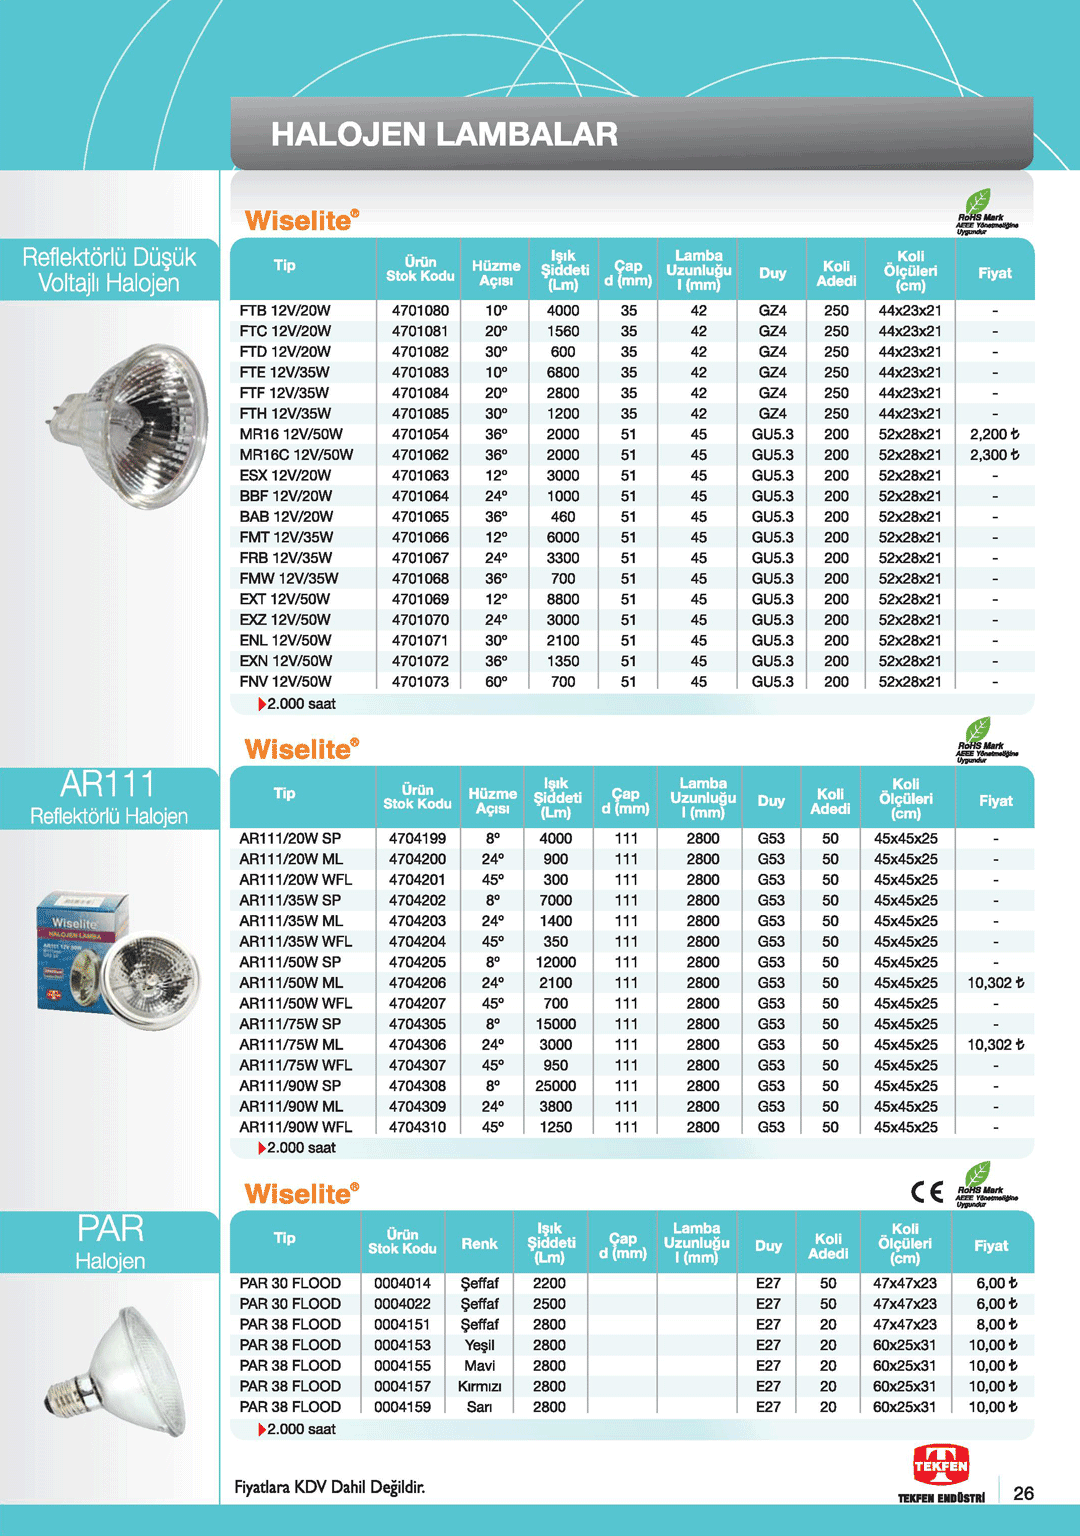 HALOJEN LAMBALAR
Wiselite®
RoHS Mark
AEEE Yönetmeliğine
Uygundur
Reflektörlü Düşük
Voltajlı Halojen
Tip Ürün Stok Kodu Hüzme Açısı Işık Şiddeti (Lm) Çap d (mm) Lamba Uzunluğu l (mm) Duy Koli Adedi Koli Ölçüleri (cm) Fiyat
FTB 12V/20W 4701080 10° 4000 35 42 GZ4 250 44x23x21 -
FTC 12V/20W 4701081 20° 1560 35 42 GZ4 250 44x23x21 -
FTD 12V/20W 4701082 30° 600 35 42 GZ4 250 44x23x21 -
FTE 12V/35W 4701083 10° 6800 35 42 GZ4 250 44x23x21 -
FTF 12V/35W 4701084 20° 2800 35 42 GZ4 250 44x23x21 -
FTH 12V/35W 4701085 30° 1200 35 42 GZ4 250 44x23x21 -
MR16 12V/50W 4701054 36° 2000 51 45 GU5.3 200 52x28x21 2,200 ₺
MR16C 12V/50W 4701062 36° 2000 51 45 GU5.3 200 52x28x21 2,300 ₺
ESX 12V/20W 4701063 12° 3000 51 45 GU5.3 200 52x28x21 -
BBF 12V/20W 4701064 24° 1000 51 45 GU5.3 200 52x28x21 -
BAB 12V/20W 4701065 36° 460 51 45 GU5.3 200 52x28x21 -
FMT 12V/35W 4701066 12° 6000 51 45 GU5.3 200 52x28x21 -
FRB 12V/35W 4701067 24° 3300 51 45 GU5.3 200 52x28x21 -
FMW 12V/35W 4701068 36° 700 51 45 GU5.3 200 52x28x21 -
EXT 12V/50W 4701069 12° 8800 51 45 GU5.3 200 52x28x21 -
EXZ 12V/50W 4701070 24° 3000 51 45 GU5.3 200 52x28x21 -
ENL 12V/50W 4701071 30° 2100 51 45 GU5.3 200 52x28x21 -
EXN 12V/50W 4701072 36° 1350 51 45 GU5.3 200 52x28x21 -
FNV 12V/50W 4701073 60° 700 51 45 GU5.3 200 52x28x21 -
2.000 saat
Wiselite®
RoHS Mark
AEEE Yönetmeliğine
Uygundur
AR111
Reflektörlü Halojen
Tip Ürün Stok Kodu Hüzme Açısı Işık Şiddeti (Lm) Çap d (mm) Lamba Uzunluğu l (mm) Duy Koli Adedi Koli Ölçüleri (cm) Fiyat
AR111/20W SP 4704199 8° 4000 111 2800 G53 50 45x45x25 -
AR111/20W ML 4704200 24° 900 111 2800 G53 50 45x45x25 -
AR111/20W WFL 4704201 45° 300 111 2800 G53 50 45x45x25 -
AR111/35W SP 4704202 8° 7000 111 2800 G53 50 45x45x25 -
AR111/35W ML 4704203 24° 1400 111 2800 G53 50 45x45x25 -
AR111/35W WFL 4704204 45° 350 111 2800 G53 50 45x45x25 -
AR111/50W SP 4704205 8° 12000 111 2800 G53 50 45x45x25 -
AR111/50W ML 4704206 24° 2100 111 2800 G53 50 45x45x25 10,302 ₺
AR111/50W WFL 4704207 45° 700 111 2800 G53 50 45x45x25 -
AR111/75W SP 4704305 8° 15000 111 2800 G53 50 45x45x25 -
AR111/75W ML 4704306 24° 3000 111 2800 G53 50 45x45x25 10,302 ₺
AR111/75W WFL 4704307 45° 950 111 2800 G53 50 45x45x25 -
AR111/90W SP 4704308 8° 25000 111 2800 G53 50 45x45x25 -
AR111/90W ML 4704309 24° 3800 111 2800 G53 50 45x45x25 -
AR111/90W WFL 4704310 45° 1250 111 2800 G53 50 45x45x25 -
2.000 saat
Wiselite
HALOJEN LAMBA
Wiselite®
CE
RoHS Mark
AEEE Yönetmeliğine
Uygundur
PAR
Halojen
Tip Ürün Stok Kodu Renk Işık Şiddeti (Lm) Çap d (mm) Lamba Uzunluğu l (mm) Duy Koli Adedi Koli Ölçüleri (cm) Fiyat
PAR 30 FLOOD 0004014 Şeffaf 2200 E27 50 47x47x23 6,00 ₺
PAR 30 FLOOD 0004022 Şeffaf 2500 E27 50 47x47x23 6,00 ₺
PAR 38 FLOOD 0004151 Şeffaf 2800 E27 20 47x47x23 8,00 ₺
PAR 38 FLOOD 0004153 Yeşil 2800 E27 20 60x25x31 10,00 ₺
PAR 38 FLOOD 0004155 Mavi 2800 E27 20 60x25x31 10,00 ₺
PAR 38 FLOOD 0004157 Kırmızı 2800 E27 20 60x25x31 10,00 ₺
PAR 38 FLOOD 0004159 Sarı 2800 E27 20 60x25x31 10,00 ₺
2.000 saat
Fiyatlara KDV Dahil Değildir.
TEKFEN
TEKFEN ENDÜSTRİ
26